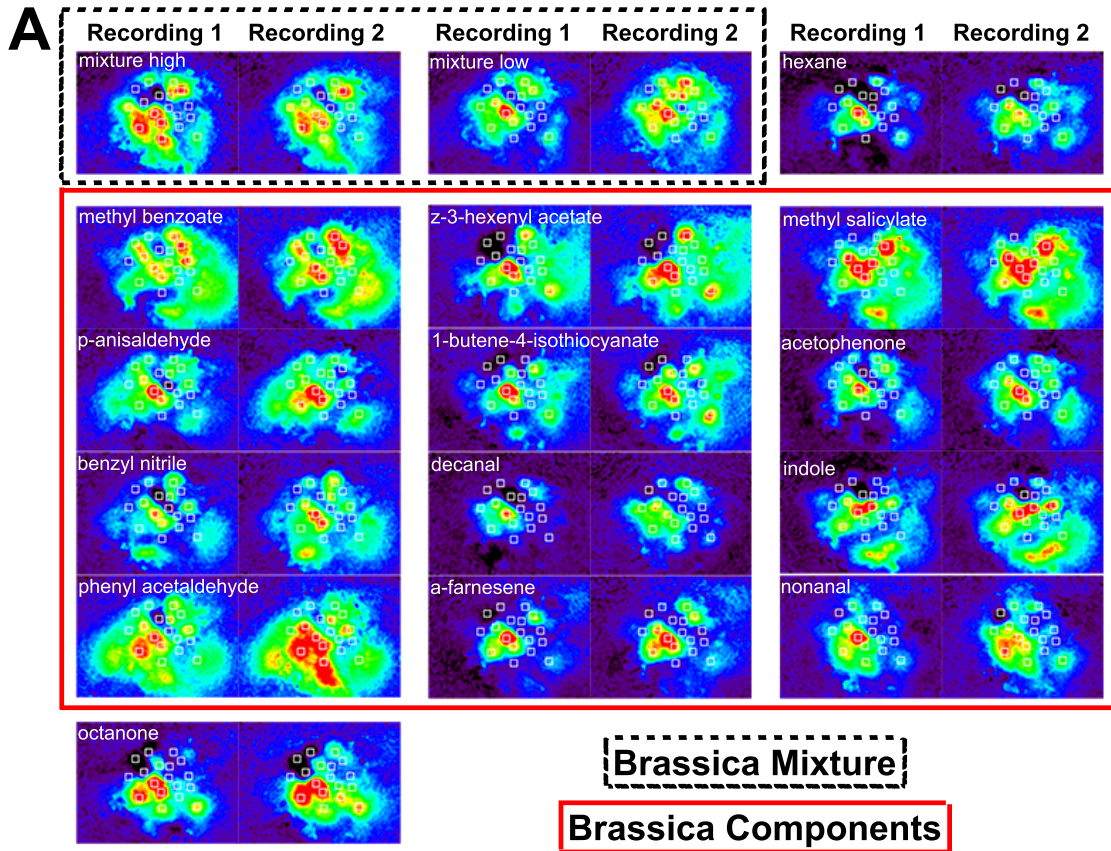 A
Recording 1 Recording 2 Recording 1 Recording 2 Recording 1 Recording 2
mixture high mixture low hexane
methyl benzoate z-3-hexenyl acetate methyl salicylate
p-anisaldehyde 1-butene-4-isothiocyanate acetophenone
benzyl nitrile decanal indole
phenyl acetaldehyde a-farnesene nonanal
octanone
Brassica Mixture
Brassica Components